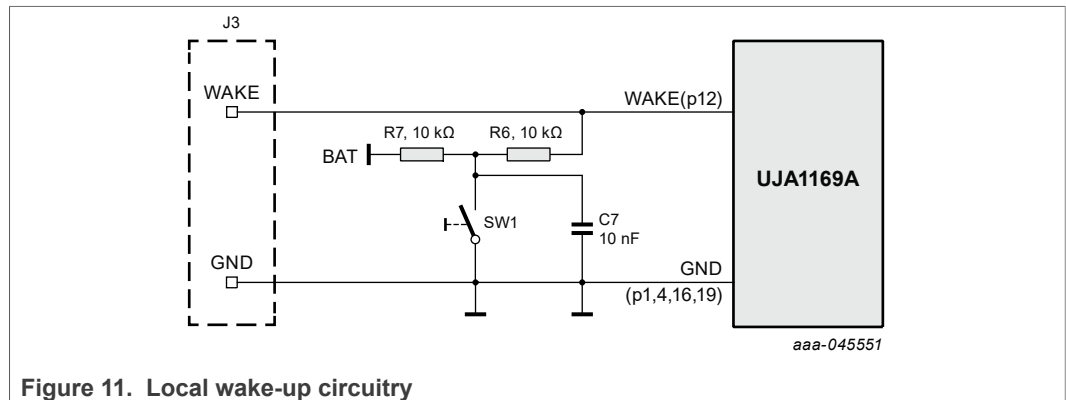 J3
WAKE
WAKE(p12)
R7, 10 kΩ
R6, 10 kΩ
BAT
UJA1169A
SW1
C7
10 nF
GND
GND
(p1,4,16,19)
aaa-045551
Figure 11. Local wake-up circuitry